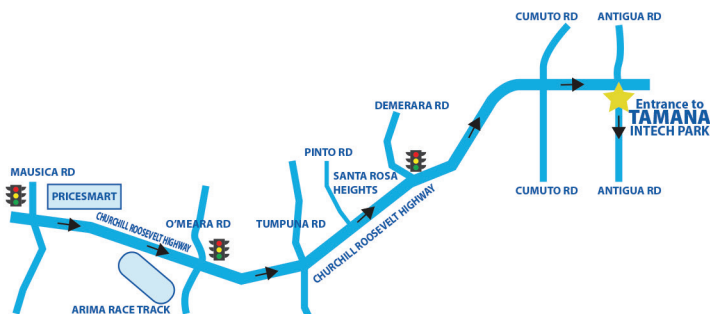 CUMUTO RD
ANTIGUA RD
DEMERARA RD
Entrance to
TAMANA
INTECH PARK
PINTO RD
MAUSICA RD
SANTA ROSA
HEIGHTS
PRICESMART
CUMUTO RD
ANTIGUA RD
CHURCHILL ROOSEVELT HIGHWAY
O'MEARA RD
TUMPUNA RD
CHURCHILL ROOSEVELT HIGHWAY
ARIMA RACE TRACK